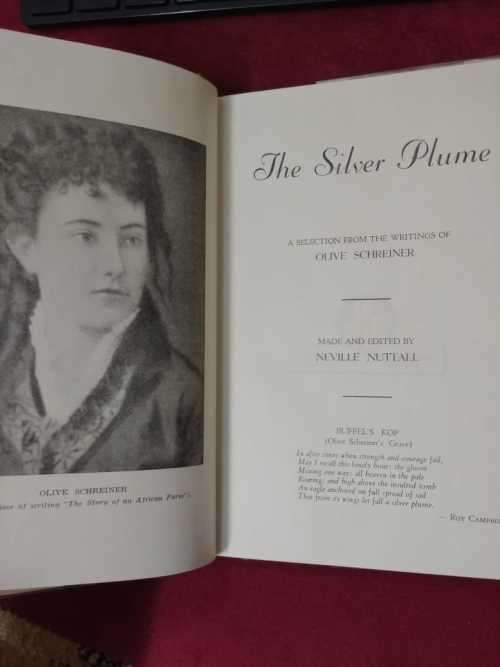 OLIVE SCHREINER
of writing "The Story of an African Farm").
The Silver Plume
A SELECTION FROM THE WRITINGS OF
OLIVE SCHREINER
MADE AND EDITED BY
NEVILLE NUTTALL
BUFFEL'S KOP
(Olive Schreiner's Grave)
In after times when strength and courage fail,
May I recall this lonely hour: the gloom
Moving one way: all heaven in the pale
Roaring: and high above the insulted tomb
An eagle anchored on full spread of sail
That from its wings let fall a silver plume.
— ROY